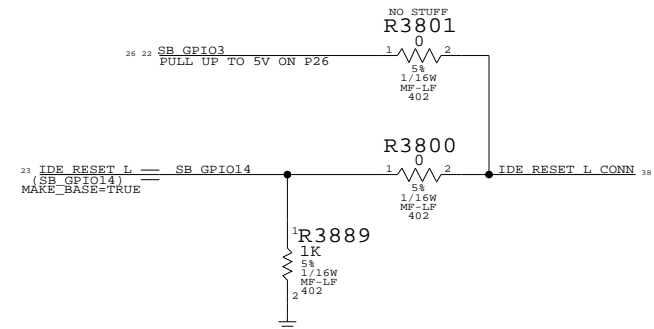 NO STUFF
R3801
0
1 2
26 22 SB_GPIO3
PULL UP TO 5V ON P26
5%
1/16W
MF-LF
402
R3800
0
1 2
23 IDE_RESET_L SB_GPIO14
IDE_RESET_L_CONN 38
(SB_GPIO14)
MAKE_BASE=TRUE
5%
1/16W
MF-LF
402
1
R3889
1K
5%
1/16W
MF-LF
402
2